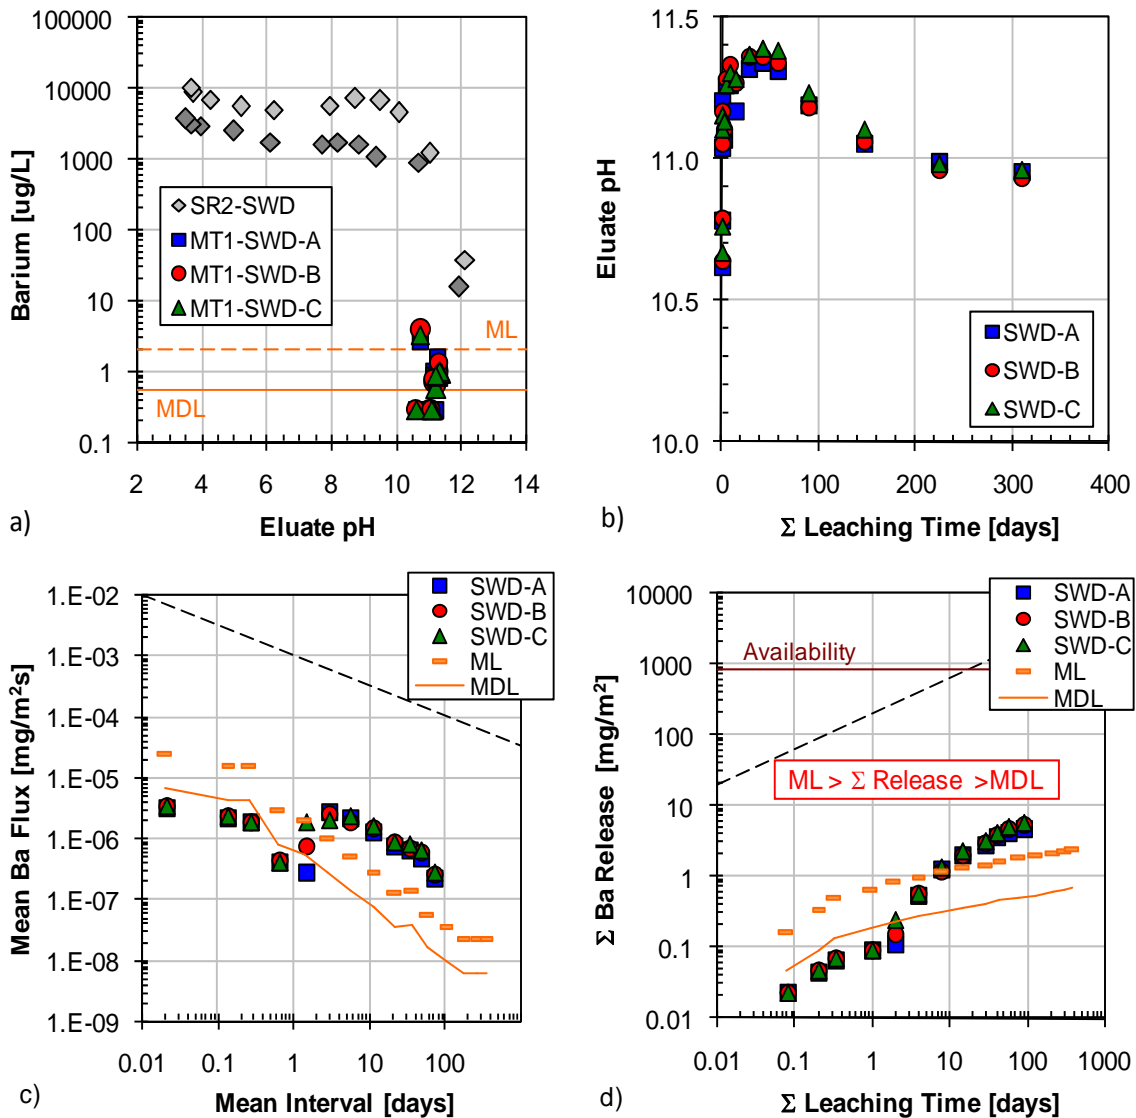 100000
10000
1000
100
10
1
0.1
Barium [ug/L]
SR2-SWD
MT1-SWD-A
MT1-SWD-B
MT1-SWD-C
ML
MDL
2 4 6 8 10 12 14
Eluate pH
a)
11.5
11.0
10.5
10.0
Eluate pH
SWD-A
SWD-B
SWD-C
0 100 200 300 400
Σ Leaching Time [days]
b)
SWD-A
SWD-B
SWD-C
ML
MDL
1.E-02
1.E-03
1.E-04
1.E-05
1.E-06
1.E-07
1.E-08
1.E-09
Mean Ba Flux [mg/m²s]
0.01 0.1 1 10 100
Mean Interval [days]
c)
SWD-A
SWD-B
SWD-C
ML
MDL
10000
1000
100
10
1
0.1
0.01
Σ Ba Release [mg/m²]
Availability
ML > Σ Release >MDL
0.01 0.1 1 10 100 1000
Σ Leaching Time [days]
d)